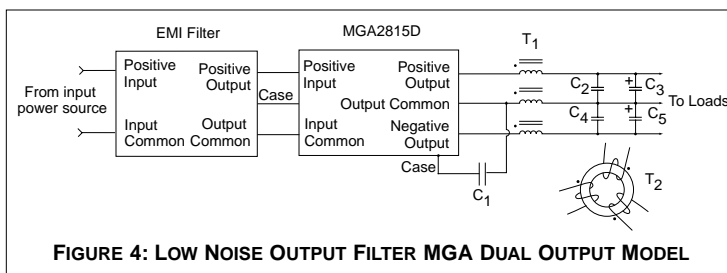 EMI Filter
MGA2815D
T1
From input
power source
Positive
Input
Positive
Output
Input
Common
Output
Common
Case
Positive
Input
Positive
Output
Output Common
Input
Common
Negative
Output
Case
C1
C2
+
C3
C4
+
C5
To Loads
T2
FIGURE 4: LOW NOISE OUTPUT FILTER MGA DUAL OUTPUT MODEL